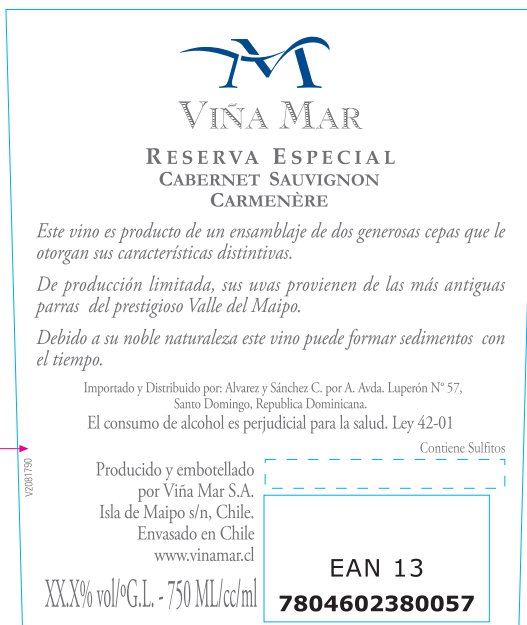 VIÑA MAR
RESERVA ESPECIAL
CABERNET SAUVIGNON
CARMENÈRE
Este vino es producto de un ensamblaje de dos generosas cepas que le
otorgan sus características distintivas.
De producción limitada, sus uvas provienen de las más antiguas
parras del prestigioso Valle del Maipo.
Debido a su noble naturaleza este vino puede formar sedimentos con
el tiempo.
Importado y Distribuido por: Alvarez y Sánchez C. por A. Avda. Luperón N° 57,
Santo Domingo, Republica Dominicana.
El consumo de alcohol es perjudicial para la salud. Ley 42-01
Contiene Sulfitos
V2081790
Producido y embotellado
por Viña Mar S.A.
Isla de Maipo s/n, Chile.
Envasado en Chile
www.vinamar.cl
XX.X% vol/ºG.L. - 750 ML/cc/ml
EAN 13
7804602380057